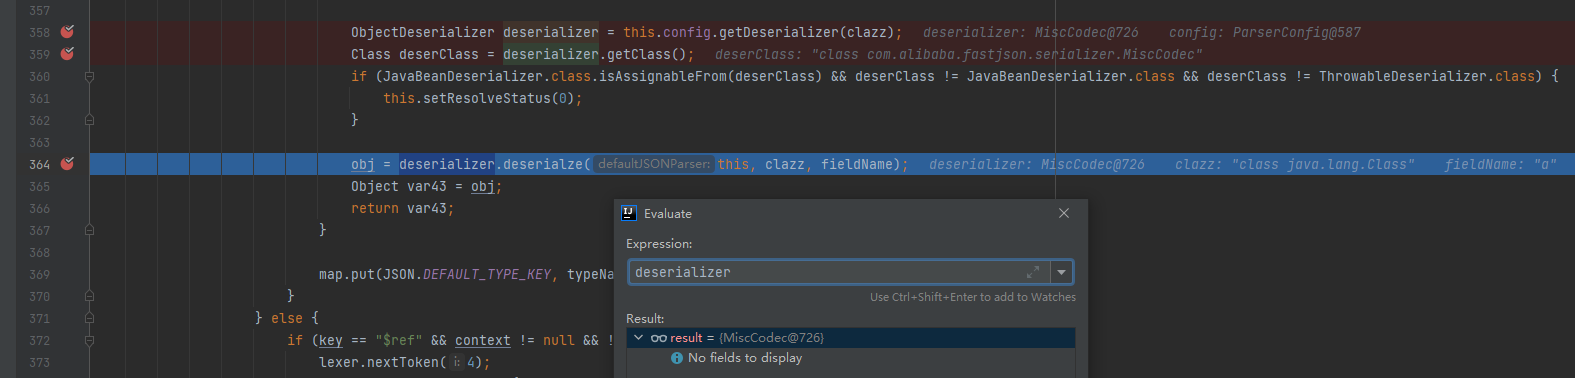 357
358 ObjectDeserializer deserializer = this.config.getDeserializer(clazz); deserializer: MiscCodec@726 config: ParserConfig@587
359 Class deserClass = deserializer.getClass(); deserClass: "class com.alibaba.fastjson.serializer.MiscCodec"
360 if (JavaBeanDeserializer.class.isAssignableFrom(deserClass) && deserClass != JavaBeanDeserializer.class && deserClass != ThrowableDeserializer.class) {
361 this.setResolveStatus(0);
362 }
363
364 obj = deserializer.deserialze( defaultJSONParser: this, clazz, fieldName); deserializer: MiscCodec@726 clazz: "class java.lang.Class" fieldName: "a"
365 Object var43 = obj;
366 return var43;
367 }
368
369 map.put(JSON.DEFAULT_TYPE_KEY, typeNa
370 }
371 } else {
372 if (key == "$ref" && context != null && !
373 lexer.nextToken( i: 4);
IJ Evaluate
Expression:
deserializer
Use Ctrl+Shift+Enter to add to Watches
Result:
result = {MiscCodec@726}
No fields to display